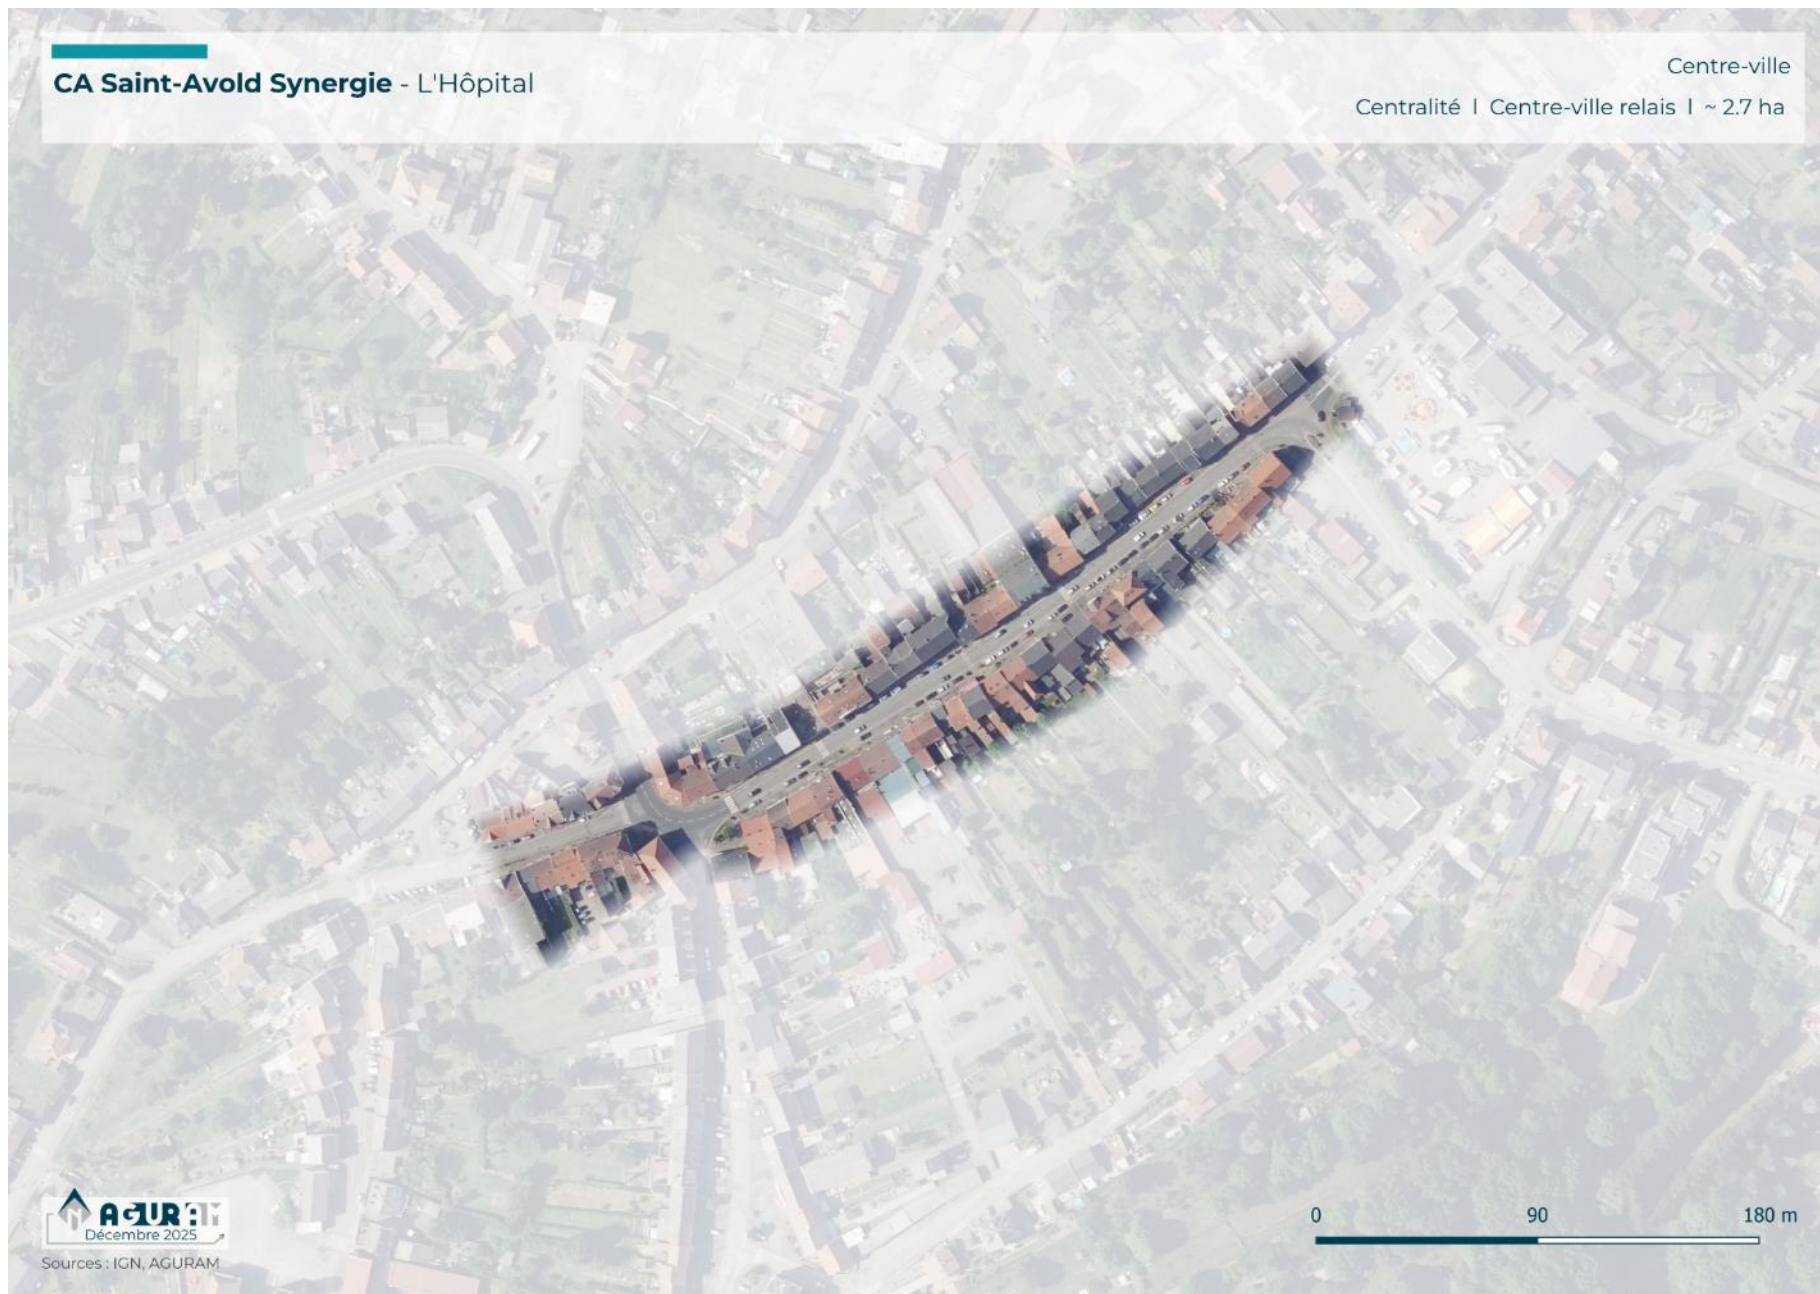 CA Saint-Avold Synergie - L'Hôpital
Centre-ville
Centralité | Centre-ville relais | ~ 2.7 ha
AGURAM
Décembre 2025
Sources : IGN, AGURAM
0 90 180 m